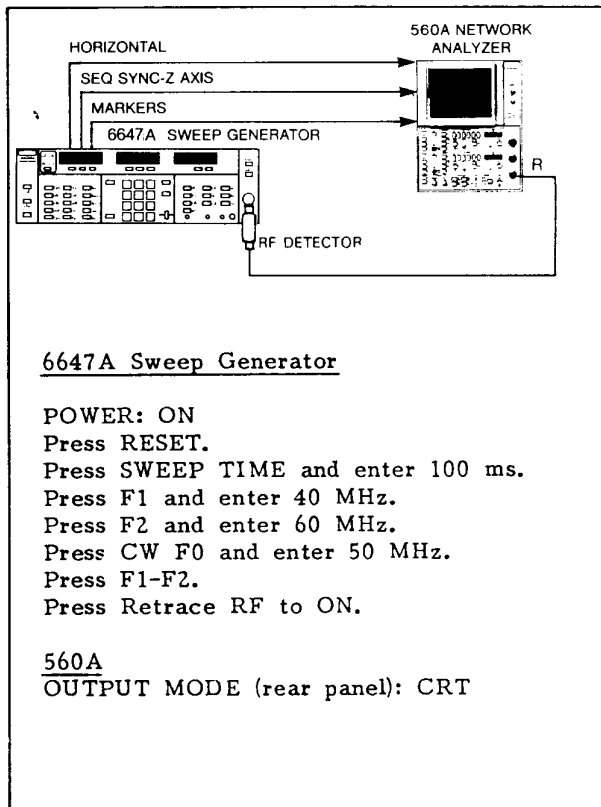 560A NETWORK
ANALYZER
HORIZONTAL
SEQ SYNC-Z AXIS
MARKERS
6647A SWEEP GENERATOR
R
RF DETECTOR
6647A Sweep Generator
POWER: ON
Press RESET.
Press SWEEP TIME and enter 100 ms.
Press F1 and enter 40 MHz.
Press F2 and enter 60 MHz.
Press CW F0 and enter 50 MHz.
Press F1-F2.
Press Retrace RF to ON.
560A
OUTPUT MODE (rear panel): CRT